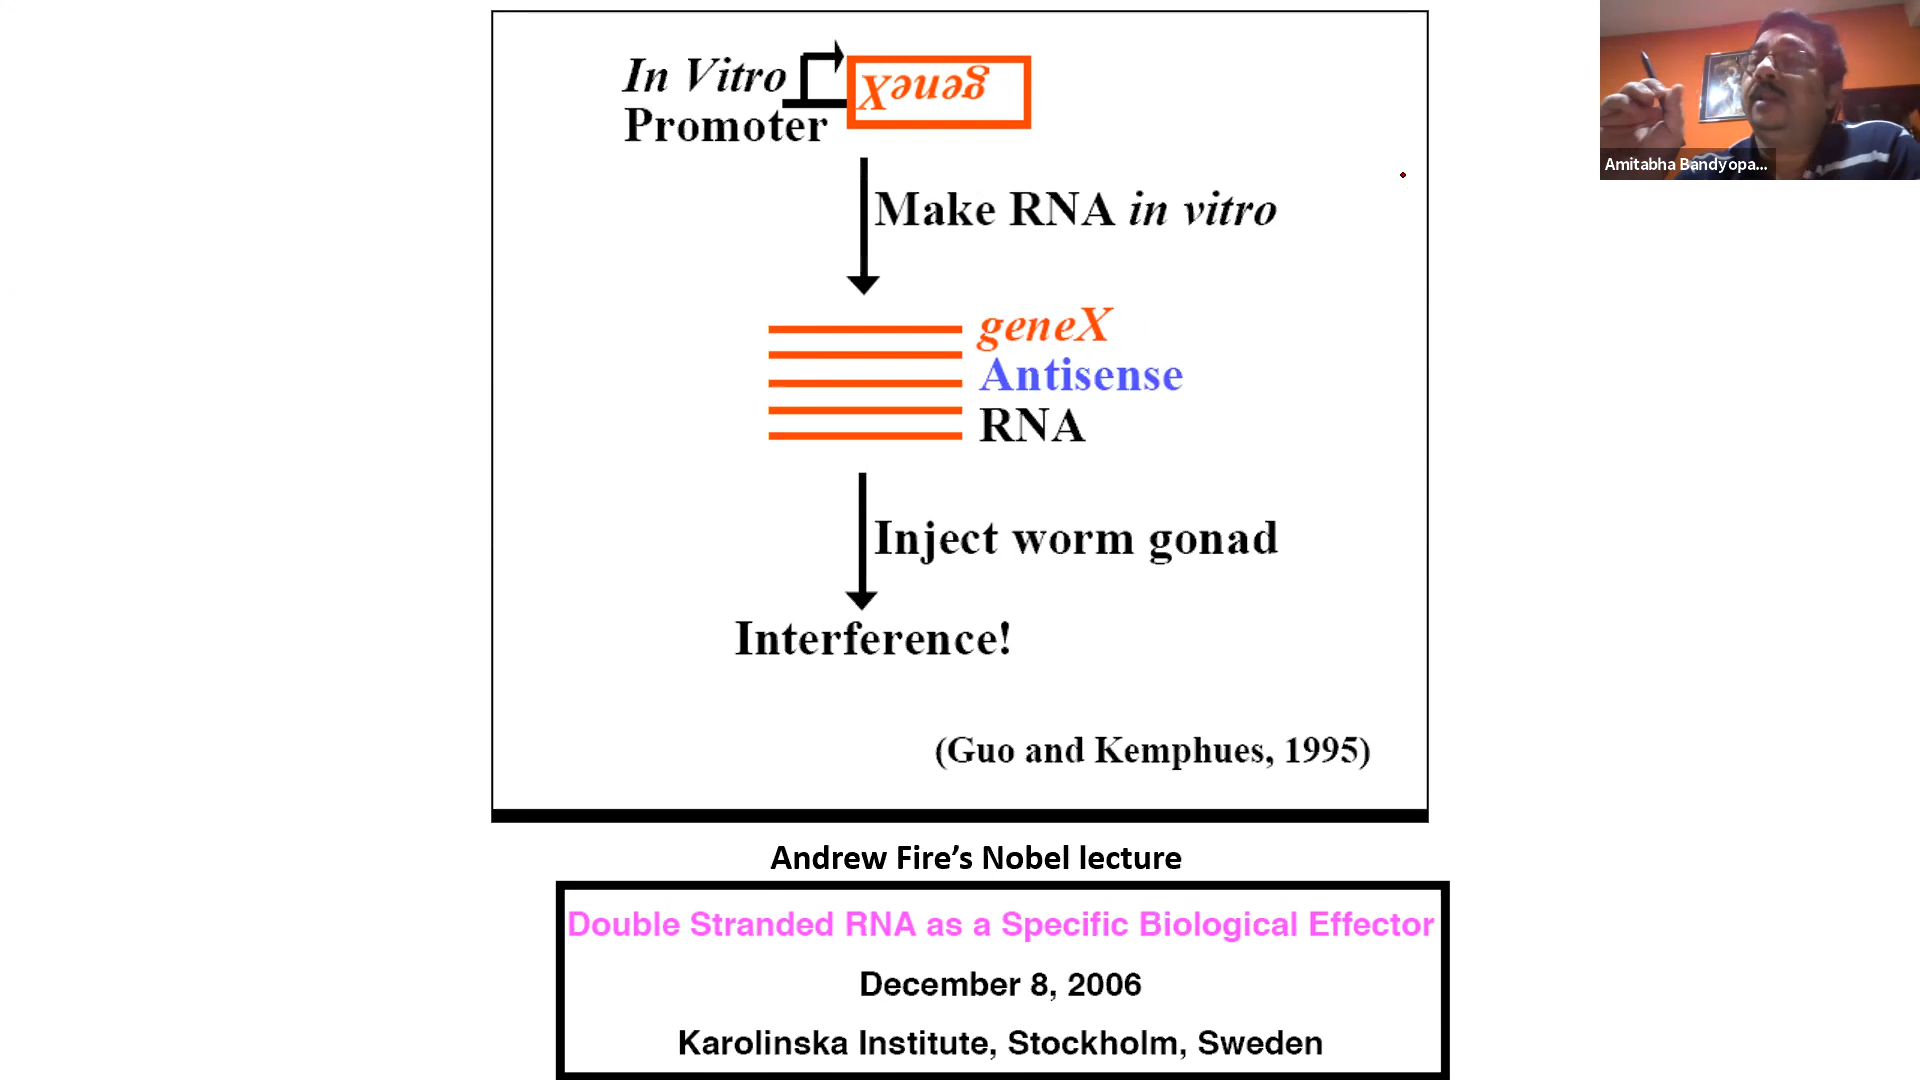 In Vitro
Promoter
geneX
Make RNA in vitro
geneX
Antisense
RNA
Inject worm gonad
Interference!
(Guo and Kemphues, 1995)
Andrew Fire’s Nobel lecture
Double Stranded RNA as a Specific Biological Effector
December 8, 2006
Karolinska Institute, Stockholm, Sweden
Amitabha Bandyopa...